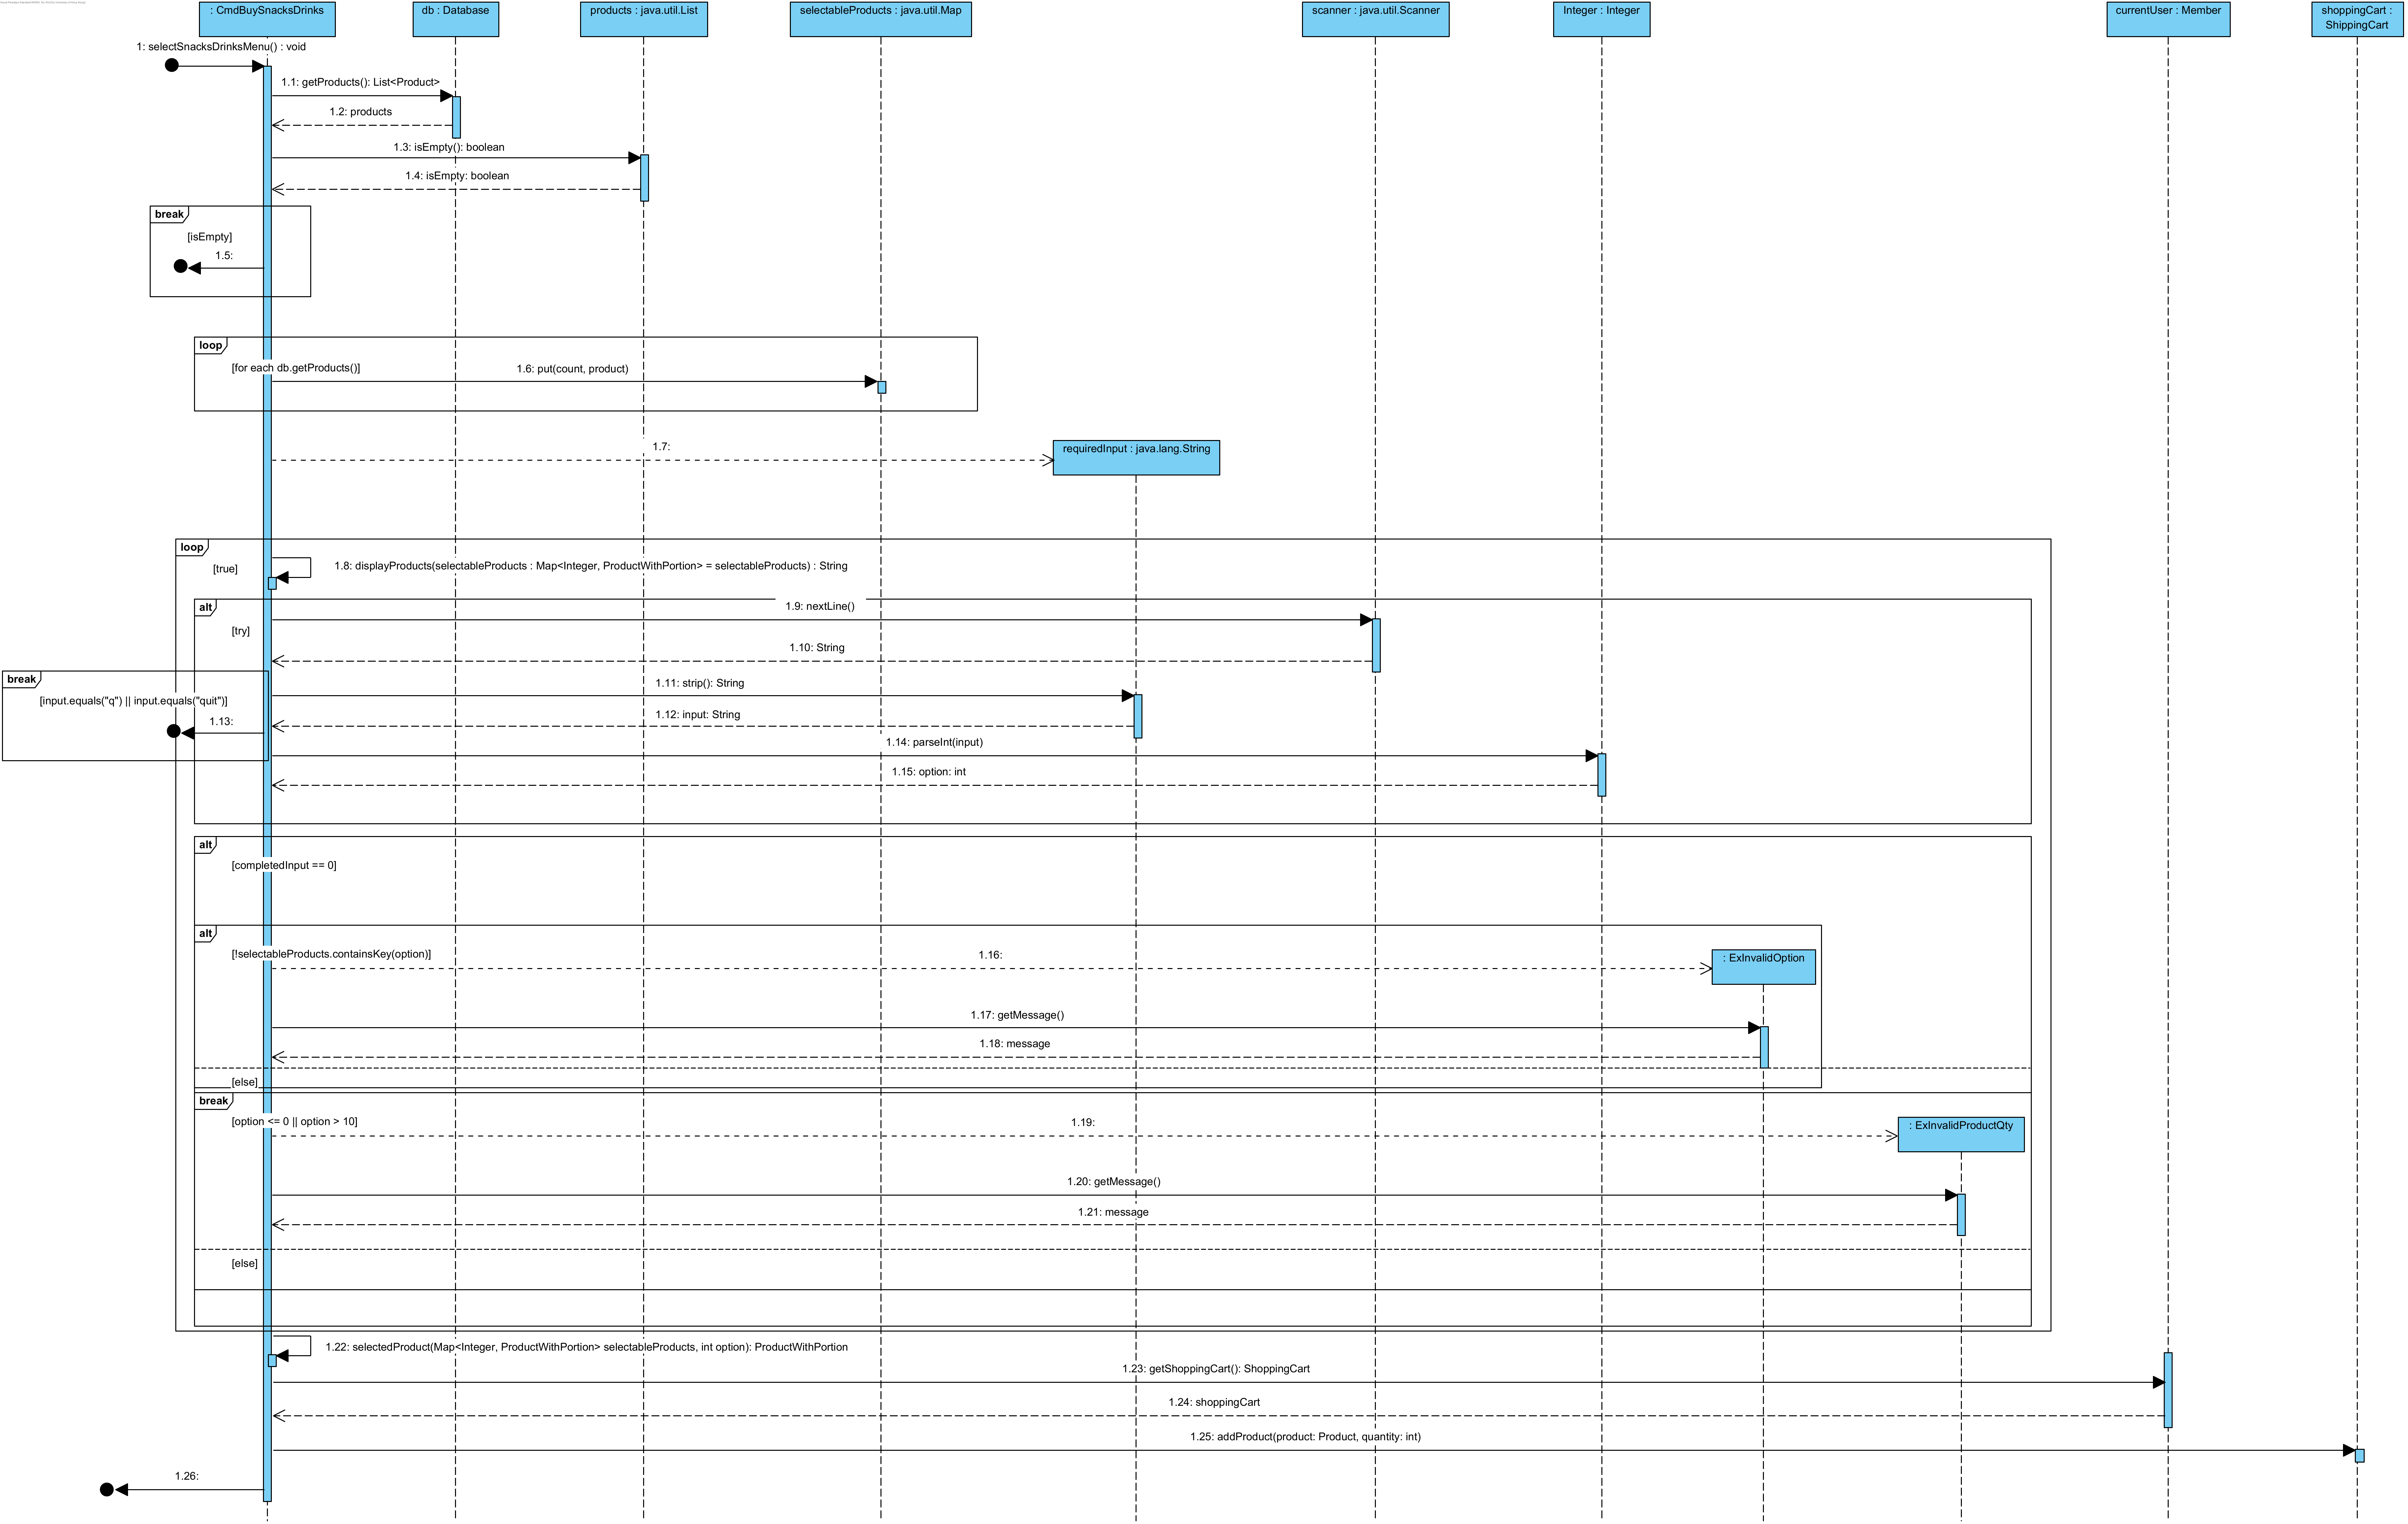 : CmdBuySnacksDrinks
db : Database
products : java.util.List
selectableProducts : java.util.Map
scanner : java.util.Scanner
Integer : Integer
currentUser : Member
shoppingCart :
ShippingCart
1: selectSnacksDrinksMenu() : void
1.1: getProducts(): List<Product>
1.2: products
1.3: isEmpty(): boolean
1.4: isEmpty: boolean
break
[isEmpty]
1.5:
loop
[for each db.getProducts()]
1.6: put(count, product)
1.7:
requiredInput : java.lang.String
loop
[true]
1.8: displayProducts(selectableProducts : Map<Integer, ProductWithPortion> = selectableProducts) : String
alt
1.9: nextLine()
[try]
1.10: String
break
1.11: strip(): String
[input.equals("q") || input.equals("quit")]
1.12: input: String
1.13:
1.14: parseInt(input)
1.15: option: int
alt
[completedInput == 0]
alt
[!selectableProducts.containsKey(option)]
1.16:
: ExInvalidOption
1.17: getMessage()
1.18: message
[else]
break
[option <= 0 || option > 10]
1.19:
: ExInvalidProductQty
1.20: getMessage()
1.21: message
[else]
1.22: selectedProduct(Map<Integer, ProductWithPortion> selectableProducts, int option): ProductWithPortion
1.23: getShoppingCart(): ShoppingCart
1.24: shoppingCart
1.25: addProduct(product: Product, quantity: int)
1.26: